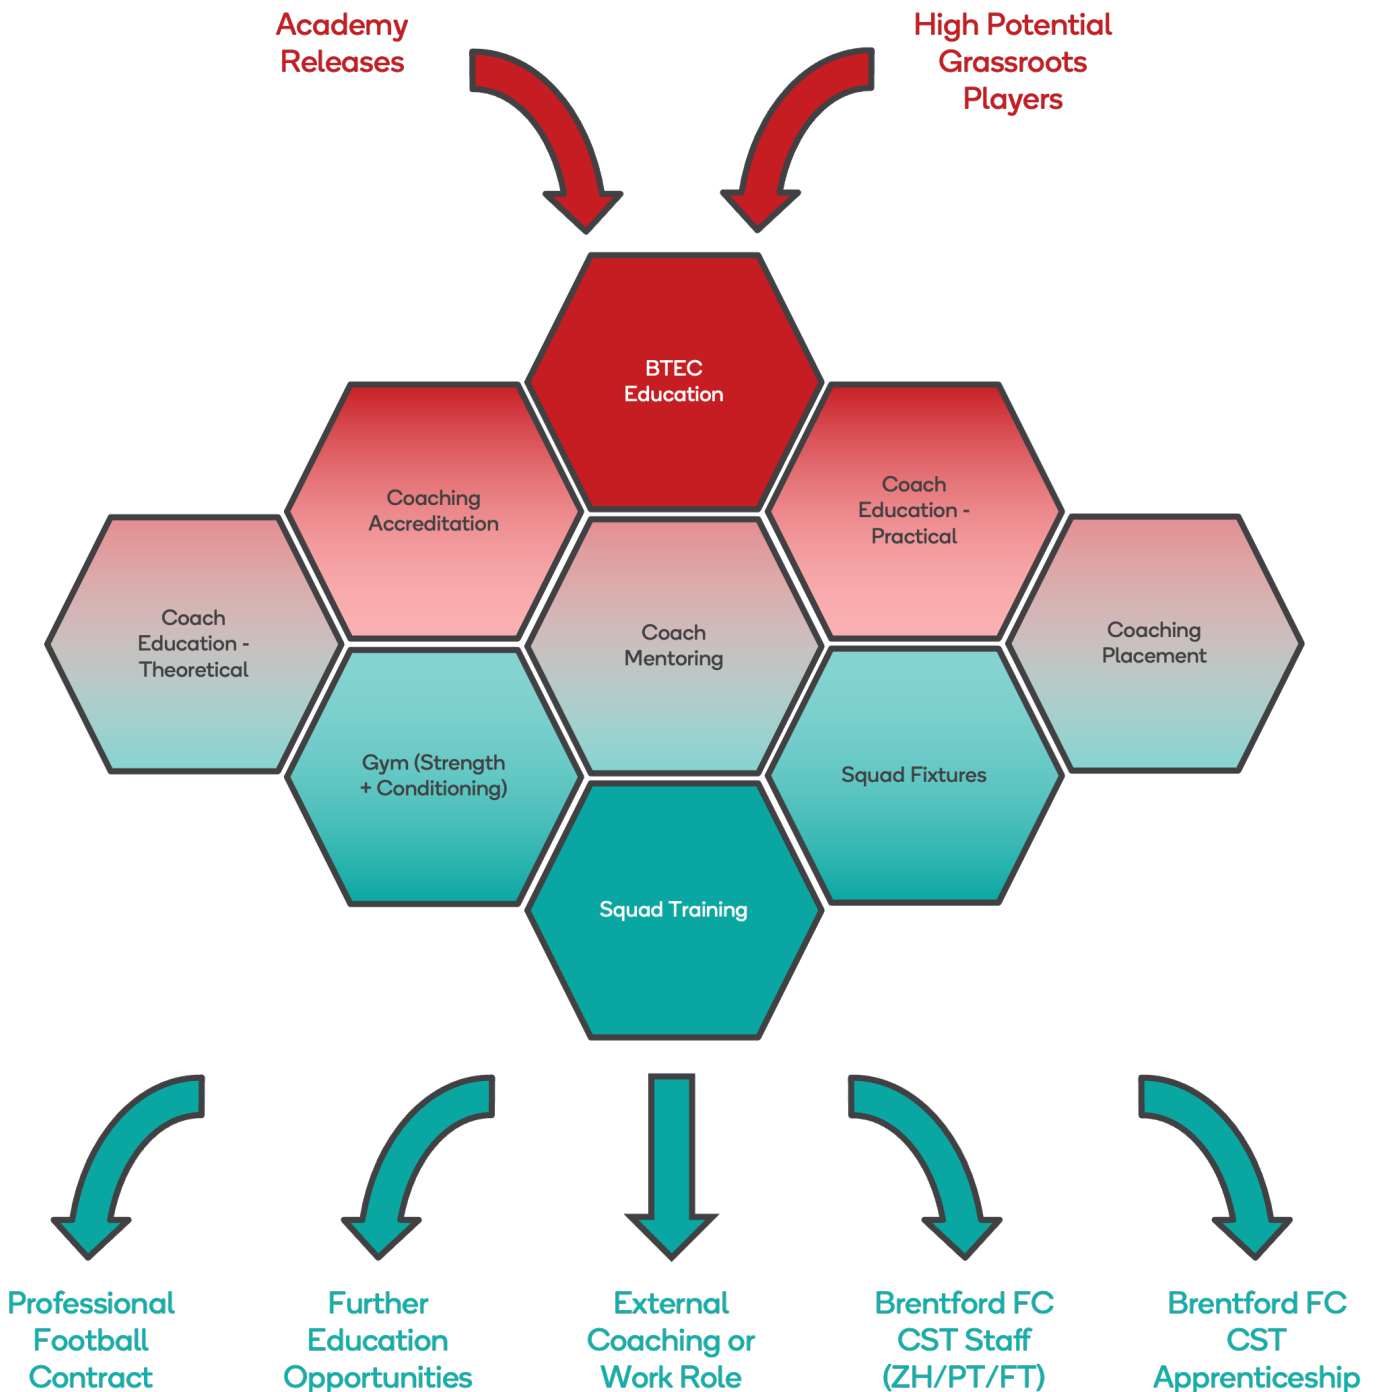 Academy
Releases
High Potential
Grassroots
Players
BTEC
Education
Coaching
Accreditation
Coach
Education -
Practical
Coach
Education -
Theoretical
Coach
Mentoring
Coaching
Placement
Gym (Strength
+ Conditioning)
Squad Fixtures
Squad Training
Professional
Football
Contract
Further
Education
Opportunities
External
Coaching or
Work Role
Brentford FC
CST Staff
(ZH/PT/FT)
Brentford FC
CST
Apprenticeship